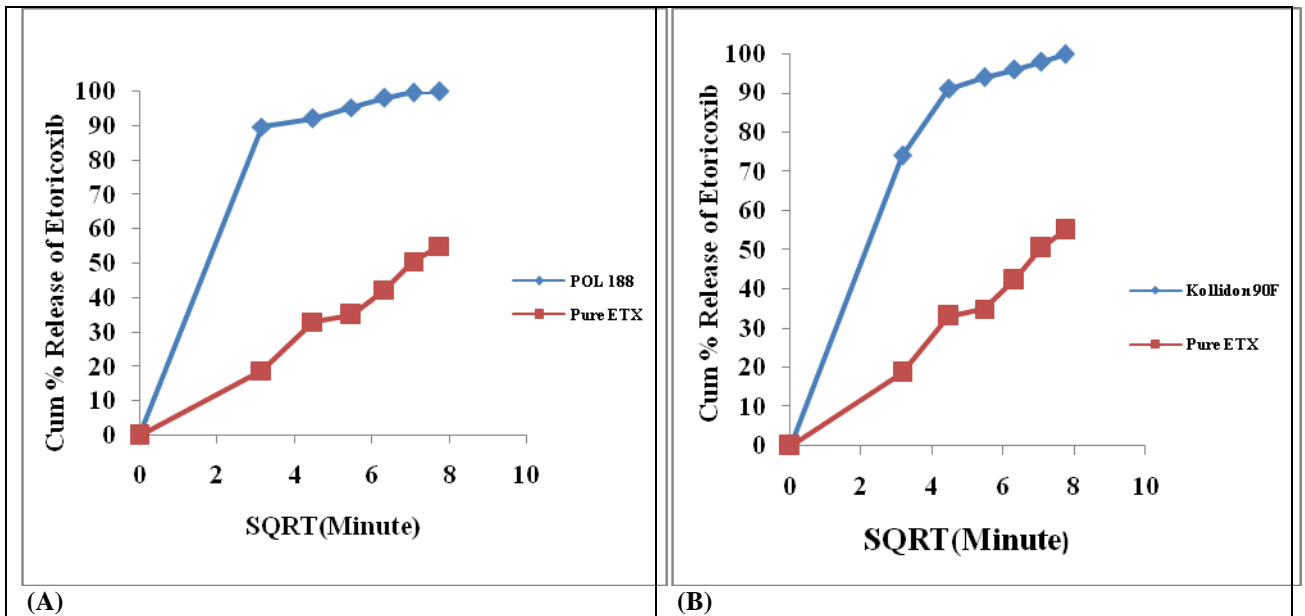 Cum % Release of Etoricoxib
100
90
80
70
60
50
40
30
20
10
0
0 2 4 6 8 10
SQRT(Minute)
POL 188
Pure ETX
(A)
Cum % Release of Etoricoxib
100
90
80
70
60
50
40
30
20
10
0
0 2 4 6 8 10
SQRT(Minute)
Kollidon 90F
Pure ETX
(B)